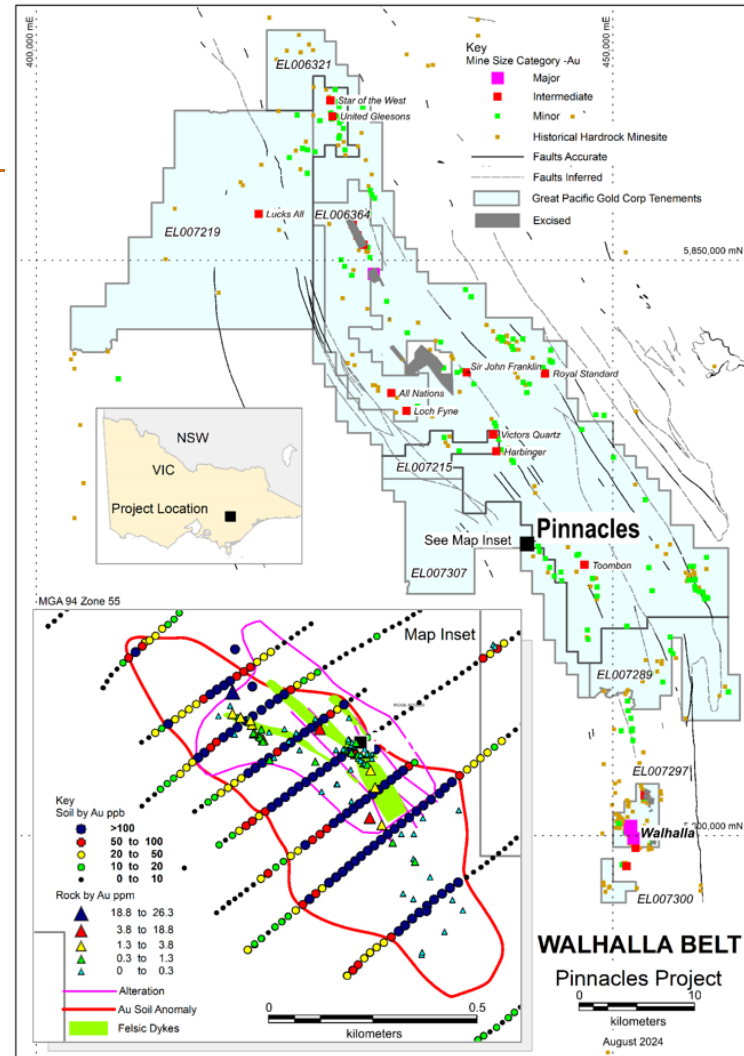 400,000 mE
450,000 mE
EL006321
Key
Mine Size Category -Au
Major
Intermediate
Minor
Historical Hardrock Minesite
Faults Accurate
Faults Inferred
Great Pacific Gold Corp Tenements
Excised
Star of the West
United Gleesons
Lucks All
EL006364
EL007219
5,850,000 mN
Sir John Franklin
Royal Standard
All Nations
Loch Fyne
Victors Quartz
Harbinger
NSW
VIC
Project Location
EL007215
Pinnacles
See Map Inset
EL007307
Toombon
MGA 94 Zone 55
Map Inset
EL007289
EL007297
Walhalla
EL007300
Key
Soil by Au ppb
>100
50 to 100
20 to 50
10 to 20
0 to 10
Rock by Au ppm
18.8 to 26.3
3.8 to 18.8
1.3 to 3.8
0.3 to 1.3
0 to 0.3
Alteration
Au Soil Anomaly
Felsic Dykes
0 0.5
kilometers
WALHALLA BELT
Pinnacles Project
0 10
kilometers
August 2024